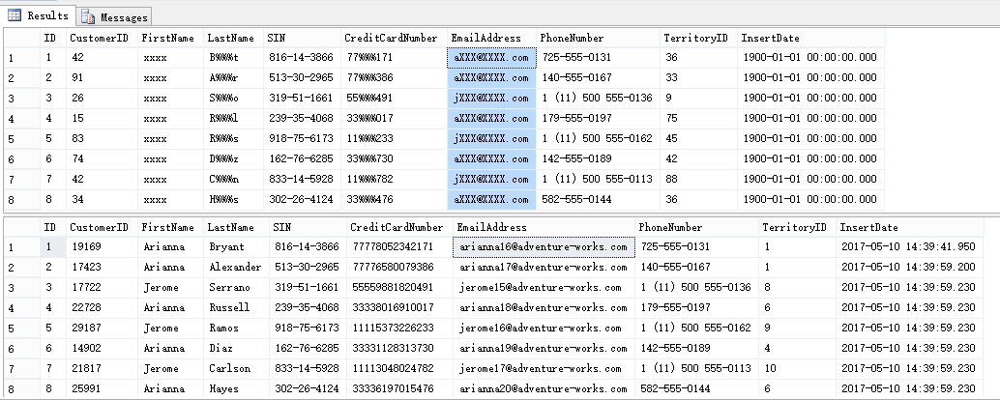 Results Messages
ID CustomerID FirstName LastName SIN CreditCardNumber EmailAddress PhoneNumber TerritoryID InsertDate
1 1 42 xxxx B%%%t 816-14-3866 77%%%171 aXXX@XXXX.com 725-555-0131 36 1900-01-01 00:00:00.000
2 2 91 xxxx A%%%r 513-30-2965 77%%%386 aXXX@XXXX.com 140-555-0167 33 1900-01-01 00:00:00.000
3 3 26 xxxx S%%%o 319-51-1661 55%%%491 jXXX@XXXX.com 1 (11) 500 555-0136 9 1900-01-01 00:00:00.000
4 4 15 xxxx R%%%l 239-35-4068 33%%%017 aXXX@XXXX.com 179-555-0197 75 1900-01-01 00:00:00.000
5 5 83 xxxx R%%%s 918-75-6173 11%%%233 jXXX@XXXX.com 1 (11) 500 555-0162 45 1900-01-01 00:00:00.000
6 6 74 xxxx D%%%z 162-76-6285 33%%%730 aXXX@XXXX.com 142-555-0189 42 1900-01-01 00:00:00.000
7 7 42 xxxx C%%%n 833-14-5928 11%%%782 jXXX@XXXX.com 1 (11) 500 555-0113 88 1900-01-01 00:00:00.000
8 8 34 xxxx H%%%s 302-26-4124 33%%%476 aXXX@XXXX.com 582-555-0144 36 1900-01-01 00:00:00.000
ID CustomerID FirstName LastName SIN CreditCardNumber EmailAddress PhoneNumber TerritoryID InsertDate
1 1 19169 Arianna Bryant 816-14-3866 77778052342171 arianna16@adventure-works.com 725-555-0131 1 2017-05-10 14:39:41.950
2 2 17423 Arianna Alexander 513-30-2965 77776580079386 arianna17@adventure-works.com 140-555-0167 1 2017-05-10 14:39:59.200
3 3 17722 Jerome Serrano 319-51-1661 55559881820491 jerome15@adventure-works.com 1 (11) 500 555-0136 8 2017-05-10 14:39:59.230
4 4 22728 Arianna Russell 239-35-4068 33338016910017 arianna18@adventure-works.com 179-555-0197 6 2017-05-10 14:39:59.230
5 5 29187 Jerome Ramos 918-75-6173 11115373226233 jerome16@adventure-works.com 1 (11) 500 555-0162 9 2017-05-10 14:39:59.230
6 6 14902 Arianna Diaz 162-76-6285 33331128313730 arianna19@adventure-works.com 142-555-0189 4 2017-05-10 14:39:59.230
7 7 21817 Jerome Carlson 833-14-5928 11113048024782 jerome17@adventure-works.com 1 (11) 500 555-0113 10 2017-05-10 14:39:59.230
8 8 25991 Arianna Hayes 302-26-4124 33336197015476 arianna20@adventure-works.com 582-555-0144 6 2017-05-10 14:39:59.230